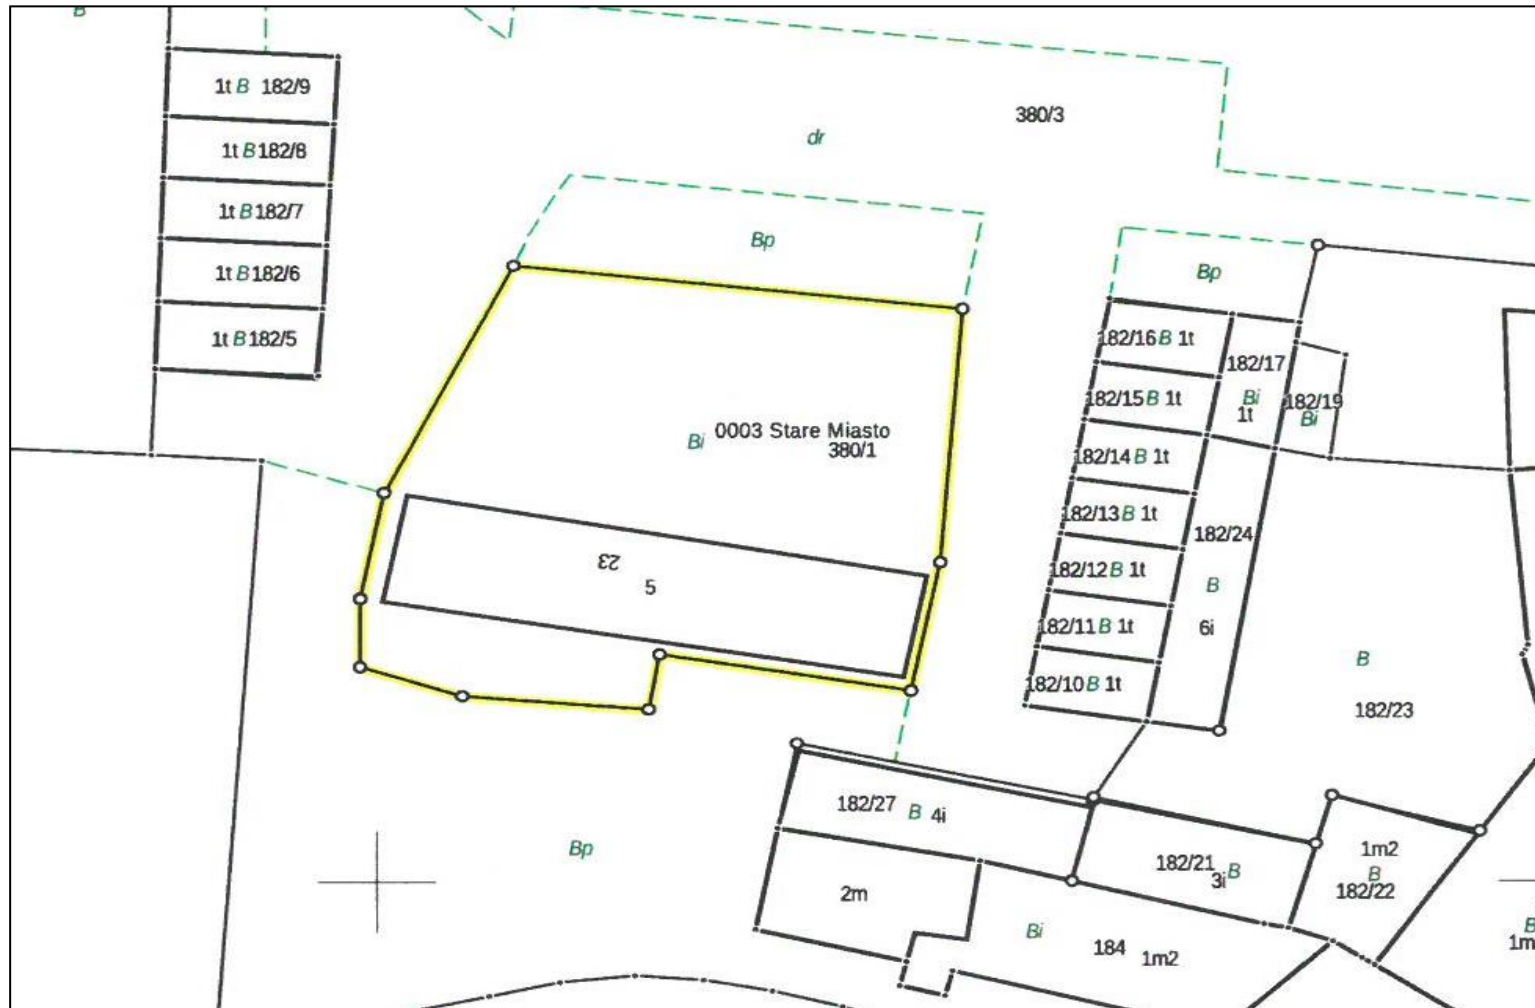 B
1t B 182/9
1t B 182/8
1t B 182/7
1t B 182/6
1t B 182/5
380/3
dr
Bp
Bp
182/16 B 1t
182/15 B 1t
182/14 B 1t
182/13 B 1t
182/12 B 1t
182/11 B 1t
182/10 B 1t
182/17
Bi
1t
182/19
Bi
Bi
0003 Stare Miasto
380/1
23
5
182/24
B
6i
B
182/23
182/27 B 4i
2m
Bp
182/21 B
3i
1m2
B
182/22
Bi
184 1m2
B
1m